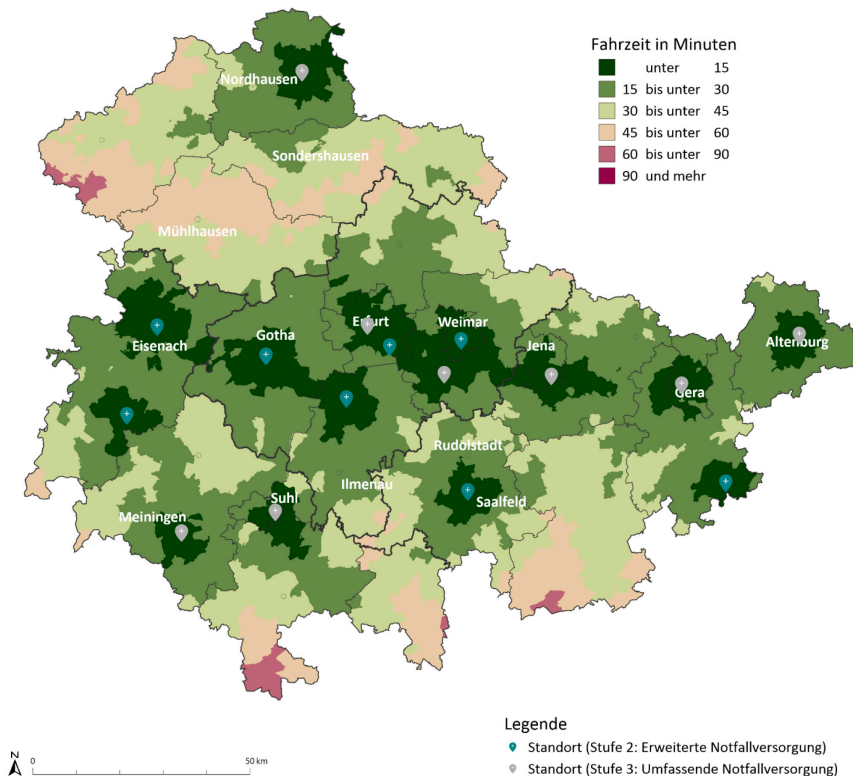 Fahrzeit in Minuten
unter 15
15 bis unter 30
30 bis unter 45
45 bis unter 60
60 bis unter 90
90 und mehr
Nordhausen
Sondershausen
Mühlhausen
Eisenach
Gotha
Erfurt
Weimar
Jena
Altenburg
Gera
Rudolstadt
Ilmenau
Suhl
Saalfeld
Meiningen
Legende
Standort (Stufe 2: Erweiterte Notfallversorgung)
Standort (Stufe 3: Umfassende Notfallversorgung)
N
0 50 km